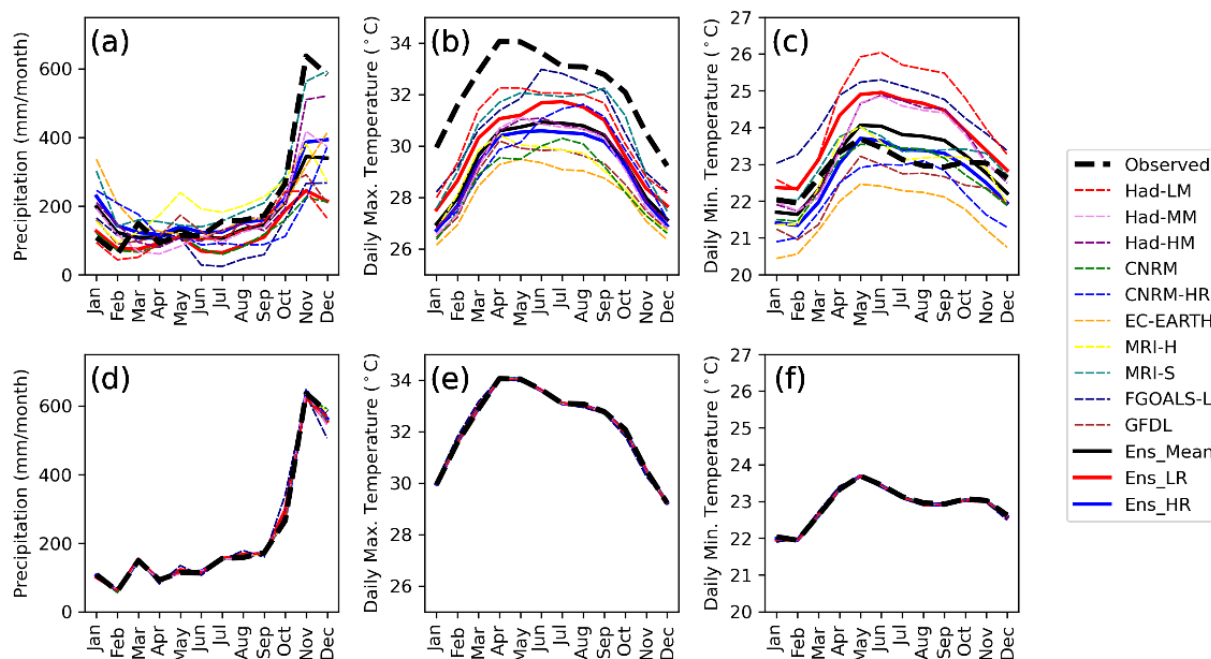 (a)
Precipitation (mm/month)
600
400
200
0
Jan
Feb
Mar
Apr
May
Jun
Jul
Aug
Sep
Oct
Nov
Dec
(b)
Daily Max. Temperature (°C)
34
32
30
28
26
Jan
Feb
Mar
Apr
May
Jun
Jul
Aug
Sep
Oct
Nov
Dec
(c)
Daily Min. Temperature (°C)
27
26
25
24
23
22
21
20
Jan
Feb
Mar
Apr
May
Jun
Jul
Aug
Sep
Oct
Nov
Dec
Observed
Had-LM
Had-MM
Had-HM
CNRM
CNRM-HR
EC-EARTH
MRI-H
MRI-S
FGOALS-L
GFDL
Ens_Mean
Ens_LR
Ens_HR
(d)
Precipitation (mm/month)
600
400
200
0
Jan
Feb
Mar
Apr
May
Jun
Jul
Aug
Sep
Oct
Nov
Dec
(e)
Daily Max. Temperature (°C)
34
32
30
28
26
Jan
Feb
Mar
Apr
May
Jun
Jul
Aug
Sep
Oct
Nov
Dec
(f)
Daily Min. Temperature (°C)
27
26
25
24
23
22
21
20
Jan
Feb
Mar
Apr
May
Jun
Jul
Aug
Sep
Oct
Nov
Dec